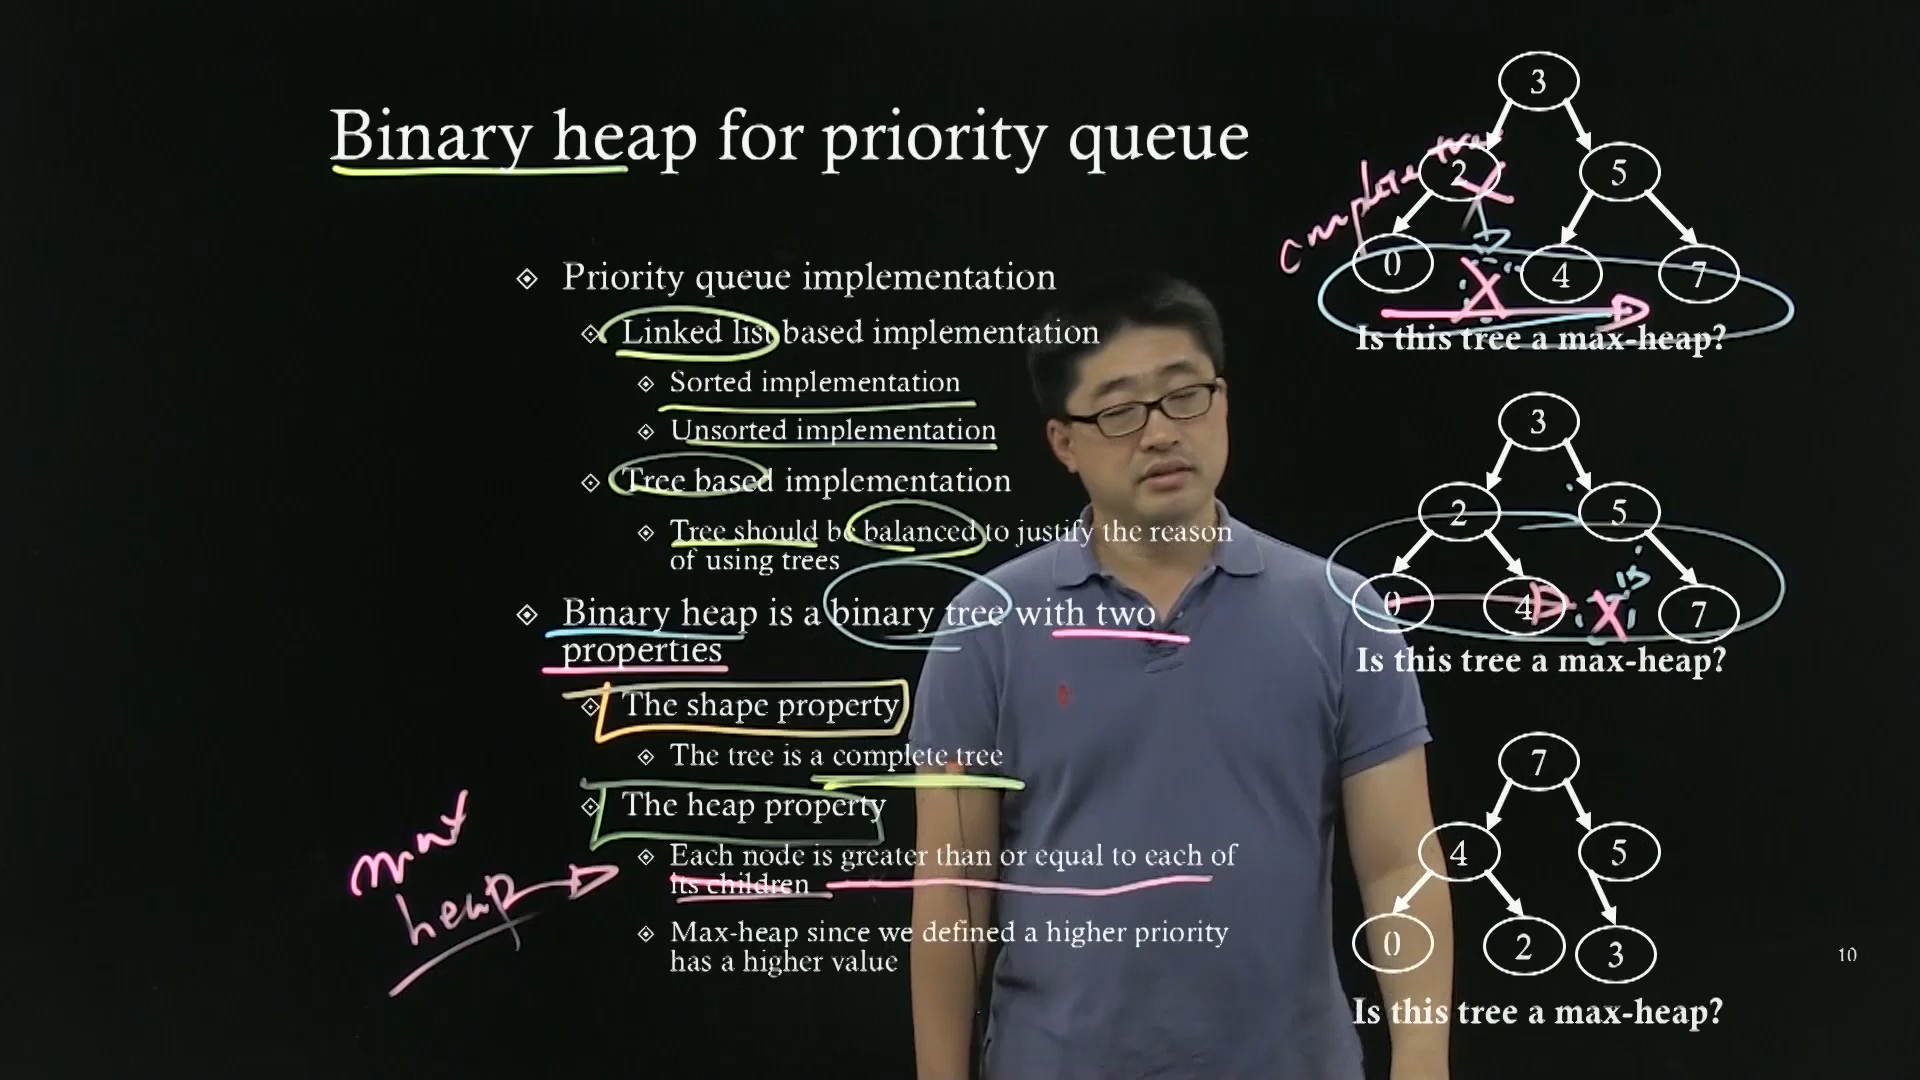 Binary heap for priority queue
Priority queue implementation
Linked list based implementation
Sorted implementation
Unsorted implementation
Tree based implementation
Tree should be balanced to justify the reason
of using trees
Binary heap is a binary tree with two
properties
The shape property
The tree is a complete tree
The heap property
Each node is greater than or equal to each of
its children
Max-heap since we defined a higher priority
has a higher value
max
heap
complete tree
3
2 5
0 4 7
Is this tree a max-heap?
3
2 5
0 4 7
Is this tree a max-heap?
7
4 5
0 2 3
Is this tree a max-heap?
10